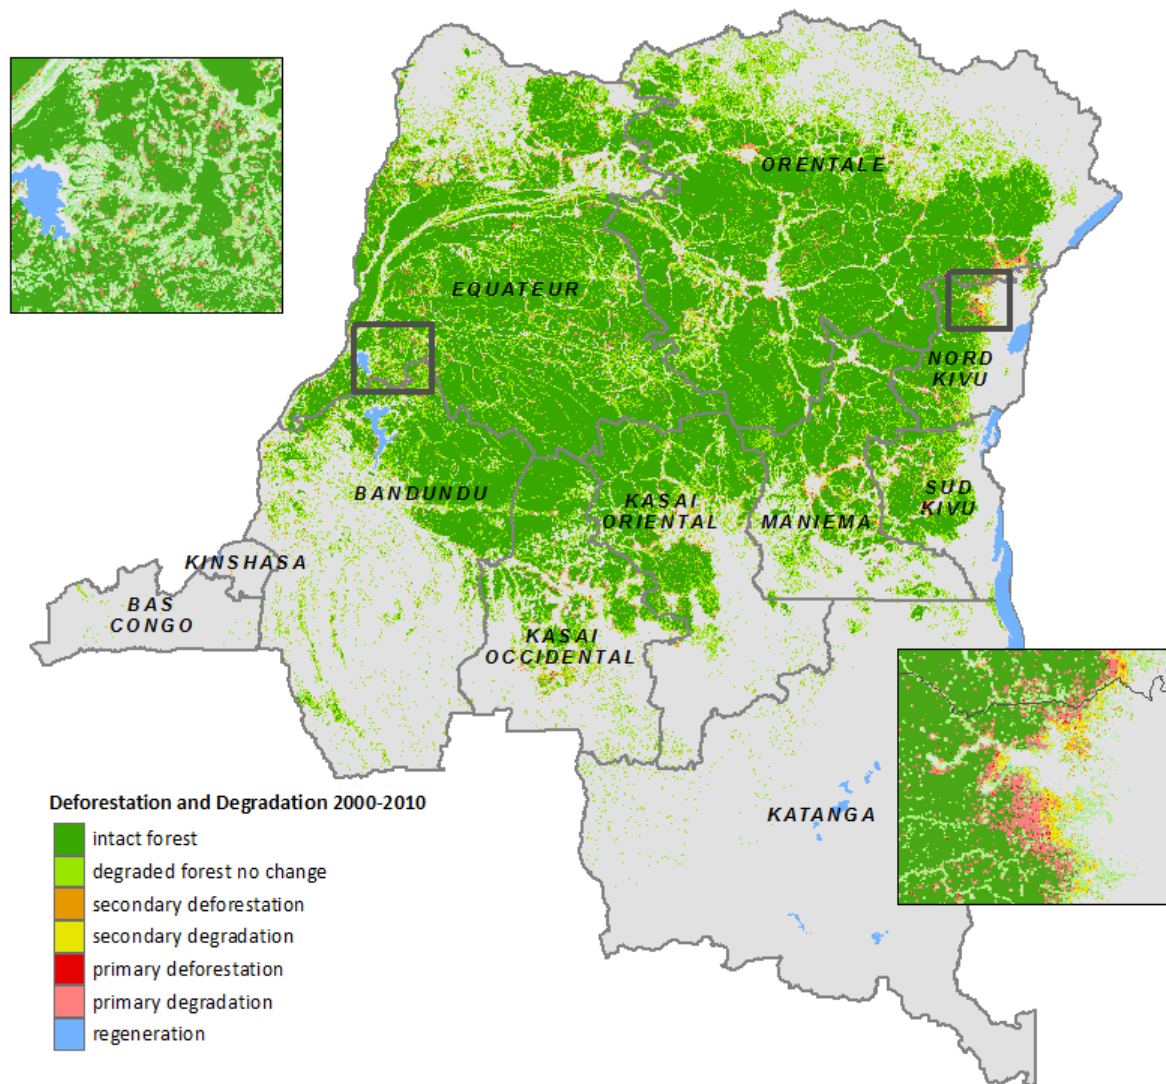 ORENTALE
EQUATEUR
NORD
KIVU
BANDUNDU
KASAI
ORIENTAL
MANIEMA
SUD
KIVU
KINSHASA
BAS
CONGO
KASAI
OCCIDENTAL
KATANGA
Deforestation and Degradation 2000-2010
intact forest
degraded forest no change
secondary deforestation
secondary degradation
primary deforestation
primary degradation
regeneration